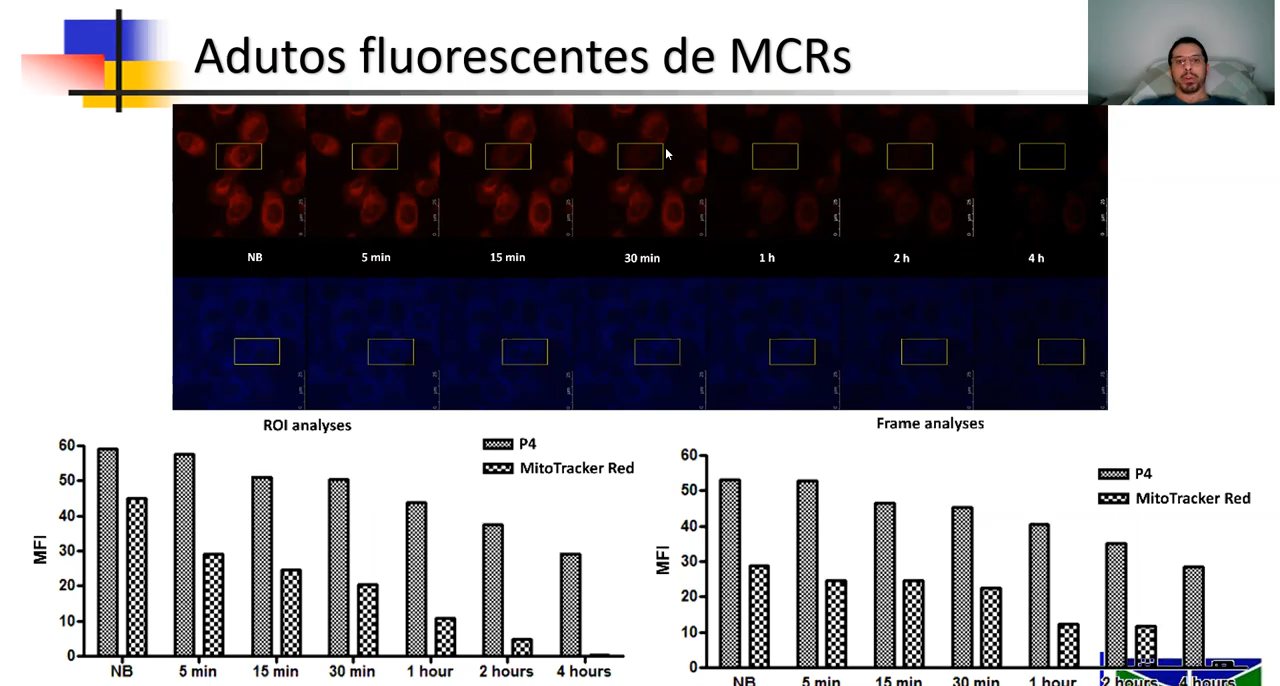 Adutos fluorescentes de MCRs
NB 5 min 15 min 30 min 1 h 2 h 4 h
ROI analyses
60
50
40
30
20
10
0
MFI
P4
MitoTracker Red
NB 5 min 15 min 30 min 1 hour 2 hours 4 hours
Frame analyses
60
50
40
30
20
10
0
MFI
P4
MitoTracker Red
NB 5 min 15 min 30 min 1 hour 2 hours 4 hours